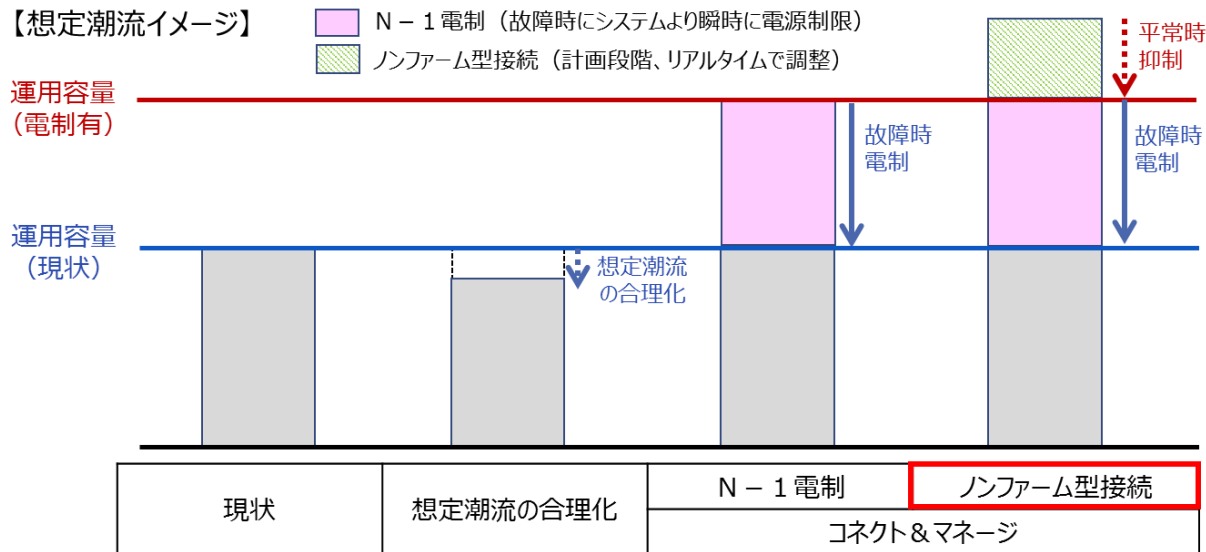 【想定潮流イメージ】
N－1電制（故障時にシステムより瞬時に電源制限）
ノンファーム型接続（計画段階、リアルタイムで調整）
平常時
抑制
運用容量
（電制有）
故障時
電制
故障時
電制
運用容量
（現状）
想定潮流
の合理化
現状
想定潮流の合理化
N－1電制
ノンファーム型接続
コネクト＆マネージ